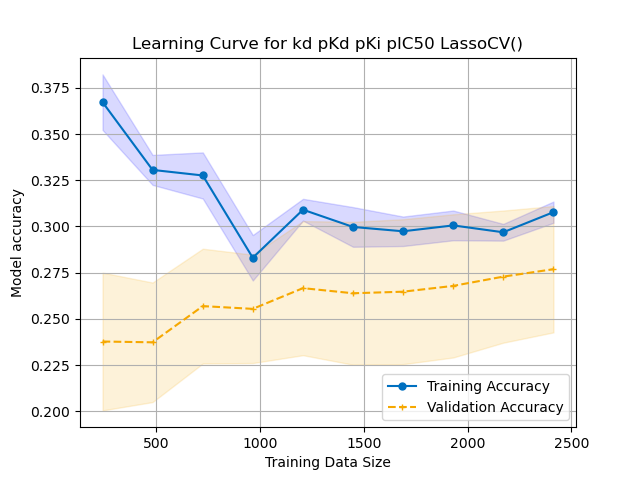 Learning Curve for kd pKd pKi pIC50 LassoCV()
Model accuracy
0.375
0.350
0.325
0.300
0.275
0.250
0.225
0.200
500
1000
1500
2000
2500
Training Data Size
Training Accuracy
Validation Accuracy